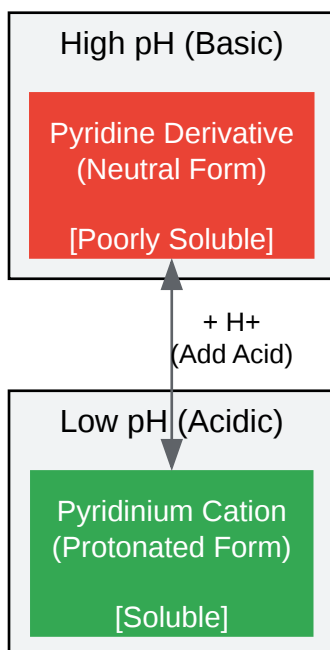 High pH (Basic)
Pyridine Derivative
(Neutral Form)
[Poorly Soluble]
+ H+
(Add Acid)
Low pH (Acidic)
Pyridinium Cation
(Protonated Form)
[Soluble]